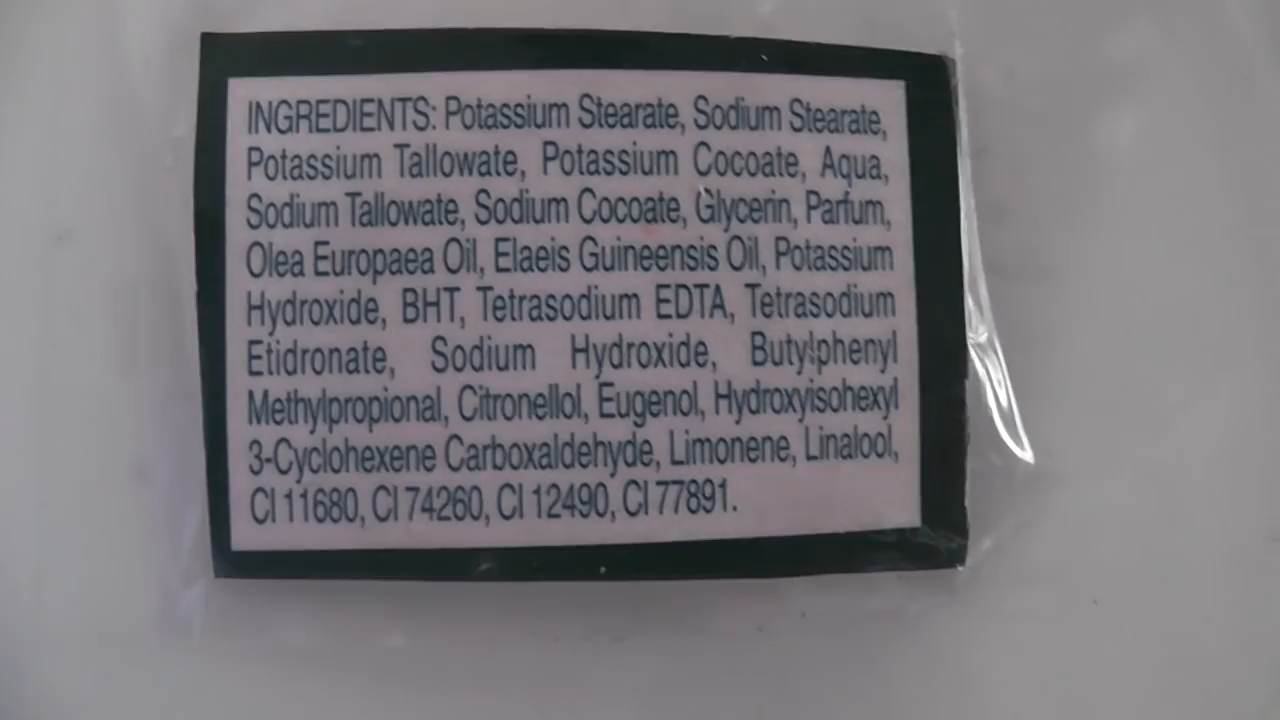 INGREDIENTS: Potassium Stearate, Sodium Stearate,
Potassium Tallowate, Potassium Cocoate, Aqua,
Sodium Tallowate, Sodium Cocoate, Glycerin, Parfum,
Olea Europaea Oil, Elaeis Guineensis Oil, Potassium
Hydroxide, BHT, Tetrasodium EDTA, Tetrasodium
Etidronate, Sodium Hydroxide, Butylphenyl
Methylpropional, Citronellol, Eugenol, Hydroxyisohexyl
3-Cyclohexene Carboxaldehyde, Limonene, Linalool,
CI 11680, CI 74260, CI 12490, CI 77891.